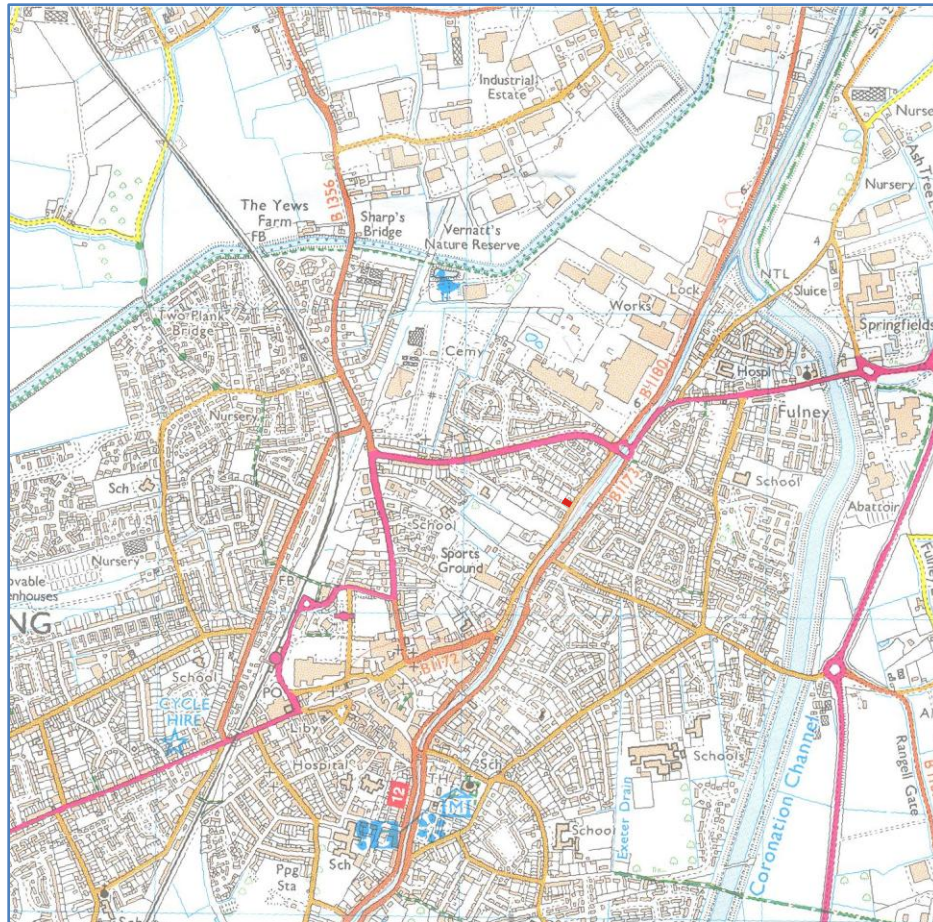 Industrial
Estate
Nurse
Nursery
Ash Tree
B1356
The Yews
Farm
FB
Sharp's
Bridge
Vernatt's
Nature Reserve
4
NTL
Sluice
Lock
Works
Springfields
Two Plank
Bridge
Cemy
B1180
Hospl
6
Fulney
Nursery
Sch
B1173
School
Abattoir
School
Sports
Ground
Nursery
FB
NG
B1172
School
PO
CYCLE
HIRE
Liby
Hospital
Sch
TH
M
12
Schools
School
Exeter Drain
Coronation Channel
Rangell Gate
Sch
Ppg
Sta